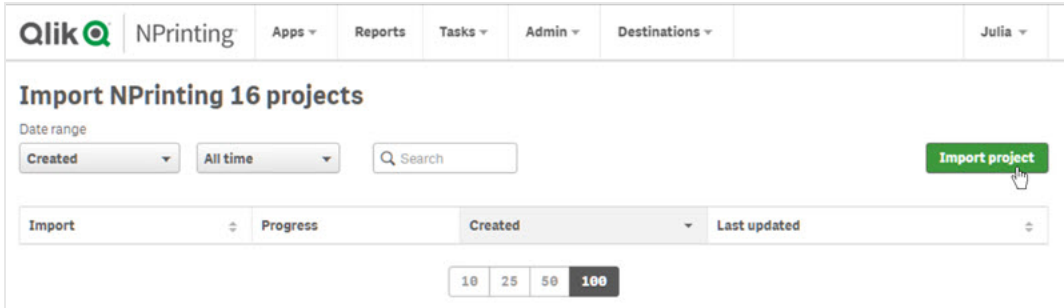 Qlik NPrinting Apps Reports Tasks Admin Destinations Julia
Import NPrinting 16 projects
Date range
Created All time Search Import project
Import Progress Created Last updated
10 25 50 100